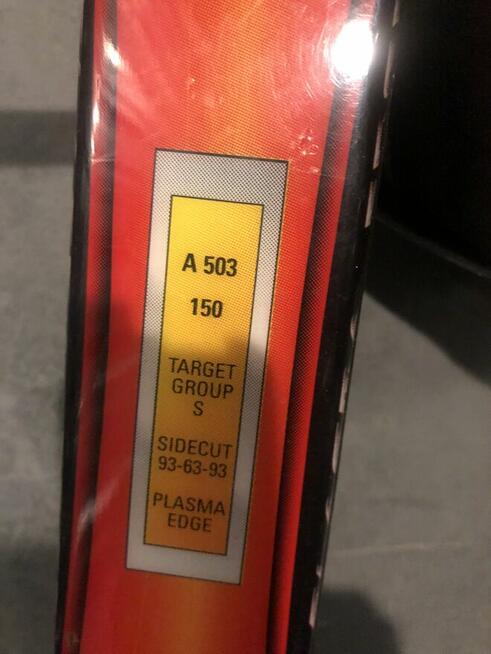 A 503
150
TARGET
GROUP
S
SIDECUT
93-63-93
PLASMA
EDGE